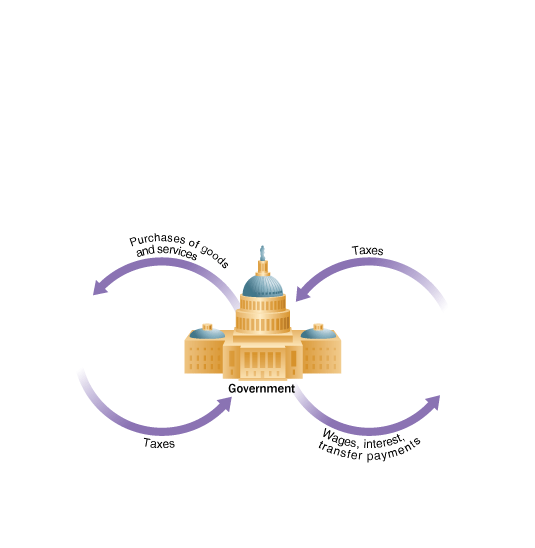 Purchases of goods
and services
Taxes
Government
Taxes
Wages, interest,
transfer payments